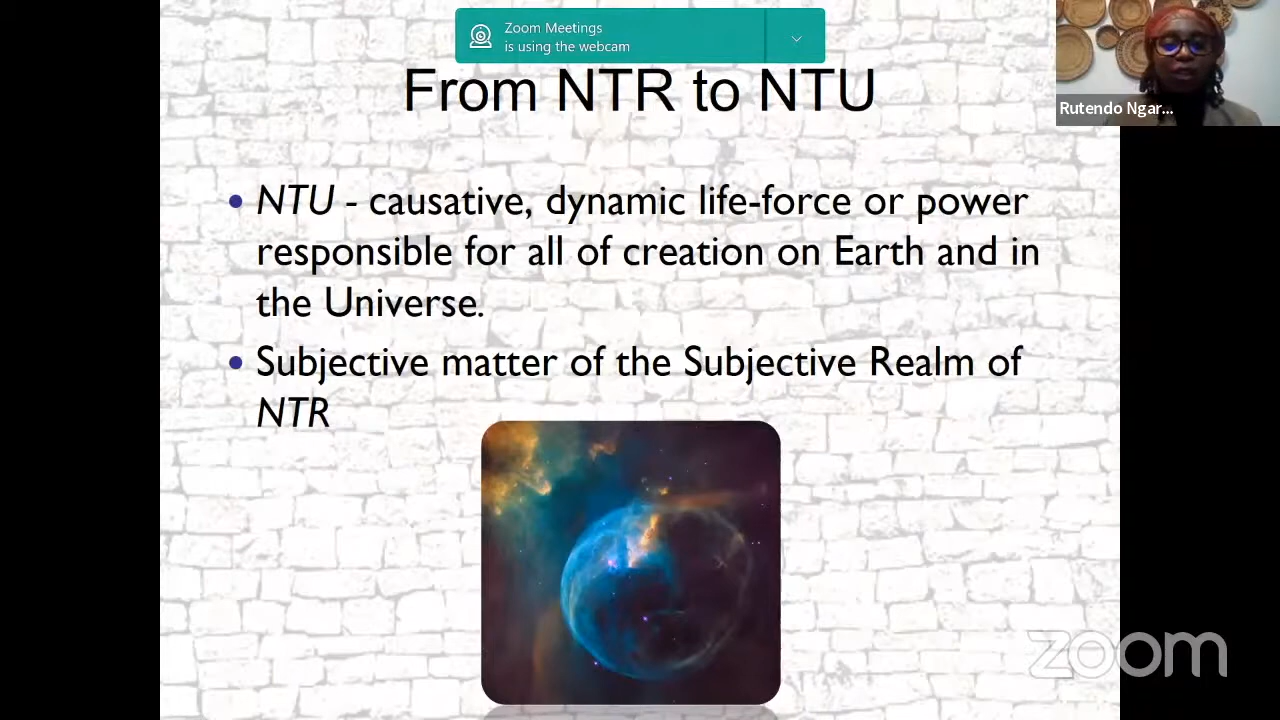 Zoom Meetings
is using the webcam
From NTR to NTU
Rutendo Ngar...
• NTU - causative, dynamic life-force or power
responsible for all of creation on Earth and in
the Universe.
• Subjective matter of the Subjective Realm of
NTR
zoom